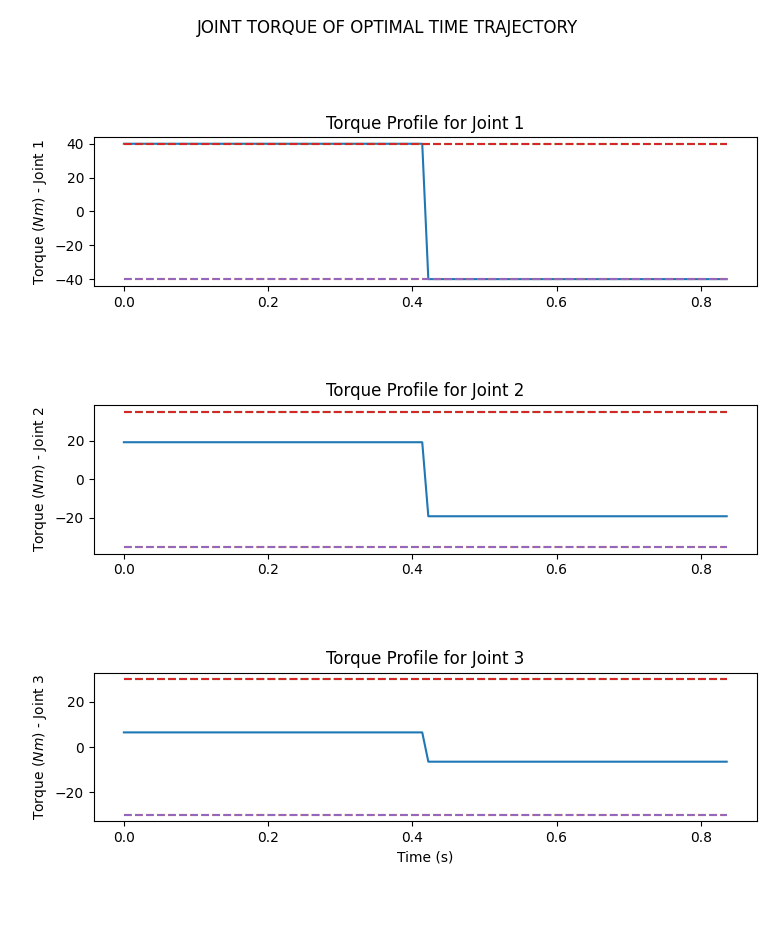 JOINT TORQUE OF OPTIMAL TIME TRAJECTORY
Torque Profile for Joint 1
Torque (Nm) - Joint 1
40
20
0
−20
−40
0.0 0.2 0.4 0.6 0.8
Torque Profile for Joint 2
Torque (Nm) - Joint 2
20
0
−20
0.0 0.2 0.4 0.6 0.8
Torque Profile for Joint 3
Torque (Nm) - Joint 3
20
0
−20
0.0 0.2 0.4 0.6 0.8
Time (s)